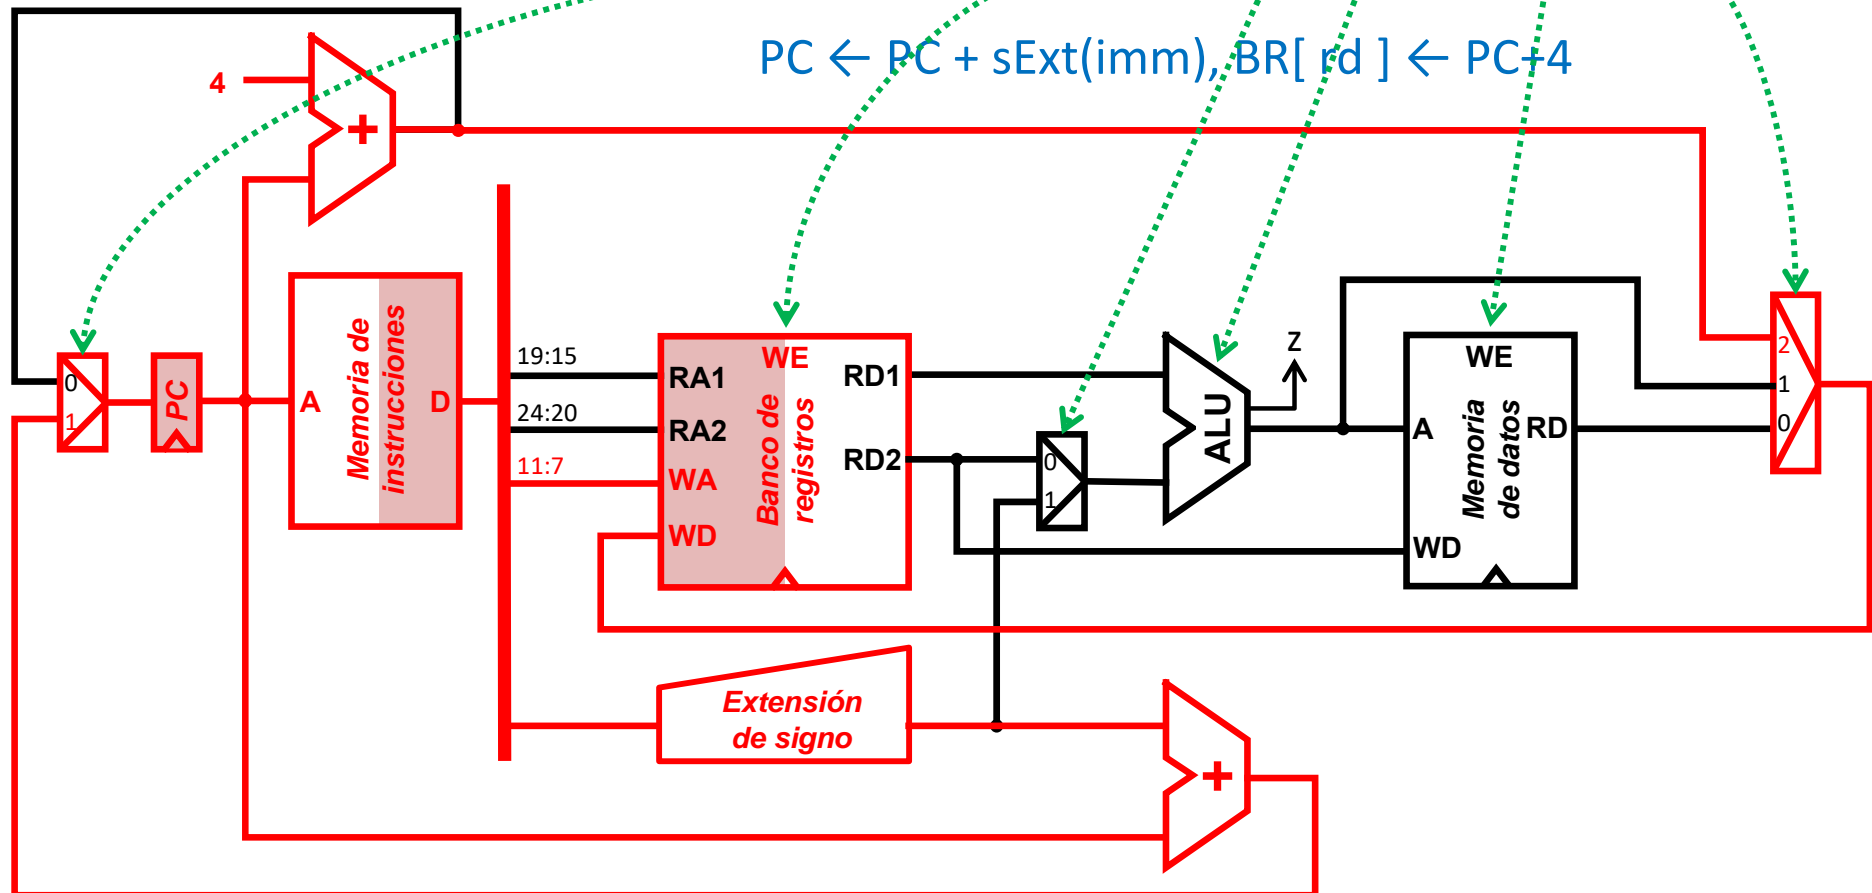 PC ← PC + sExt(imm), BR[ rd ] ← PC+4
4
+
Memoria de
instrucciones
A
D
PC
0
1
19:15
24:20
11:7
RA1
RA2
WA
WD
WE
Banco de
registros
RD1
RD2
0
1
ALU
Z
WE
A
Memoria
de datos
RD
WD
2
1
0
Extensión
de signo
+